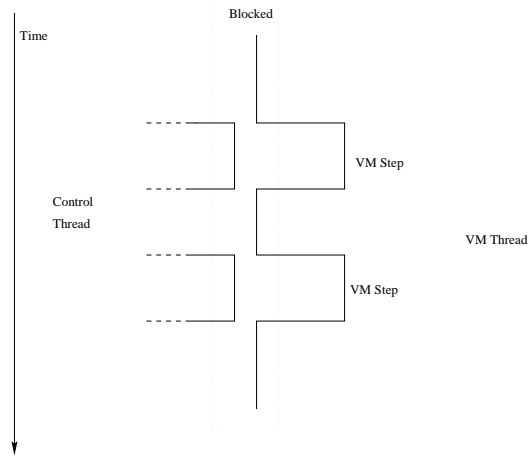 Blocked
Time
VM Step
Control
Thread
VM Thread
VM Step